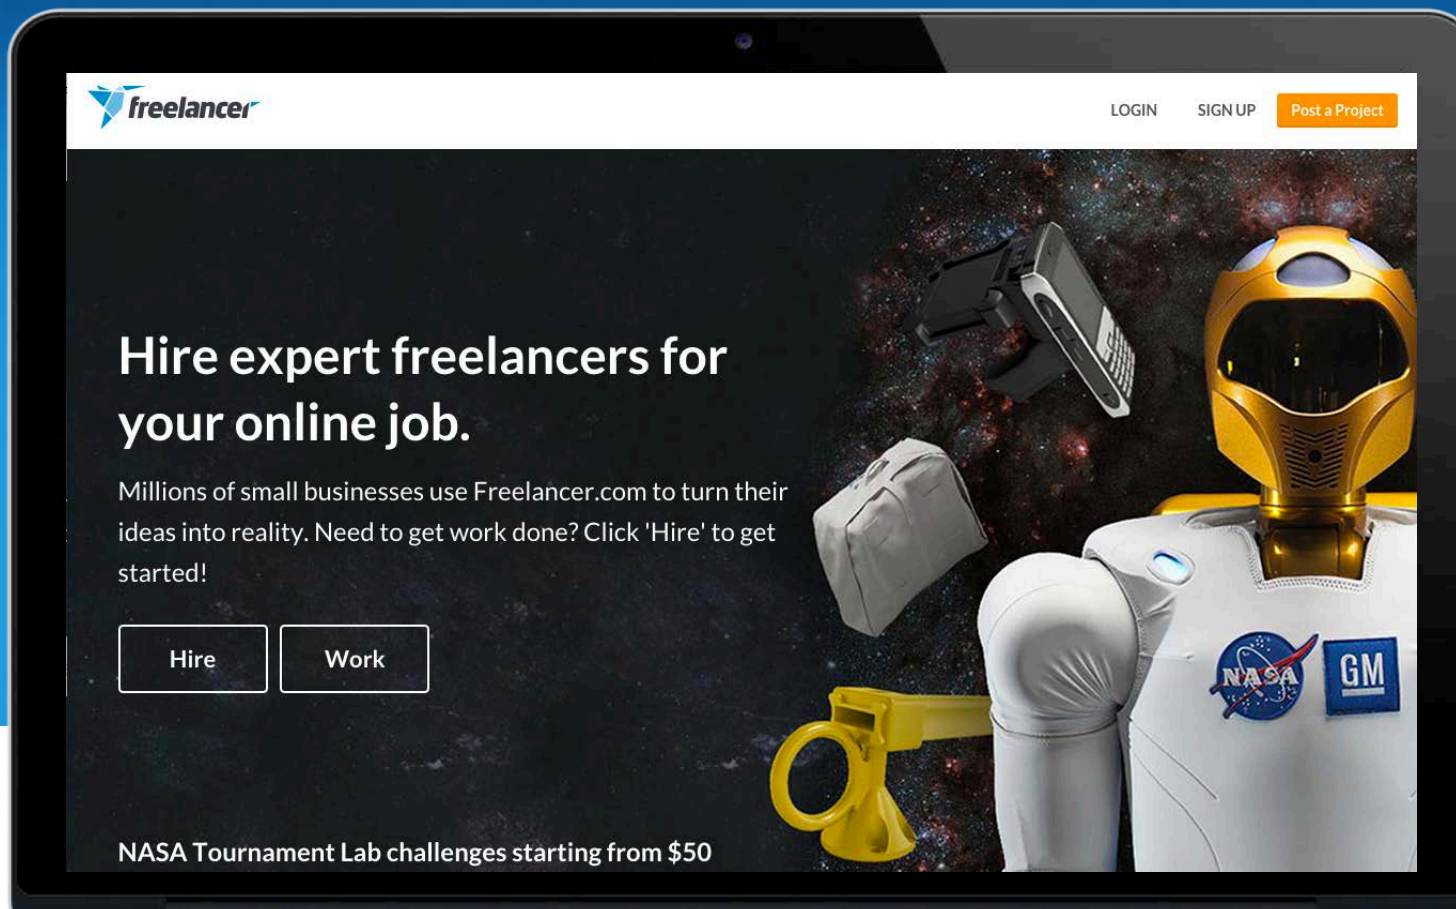 freelancer
LOGIN SIGN UP Post a Project
Hire expert freelancers for
your online job.
Millions of small businesses use Freelancer.com to turn their
ideas into reality. Need to get work done? Click 'Hire' to get
started!
Hire Work
NASA GM
NASA Tournament Lab challenges starting from $50